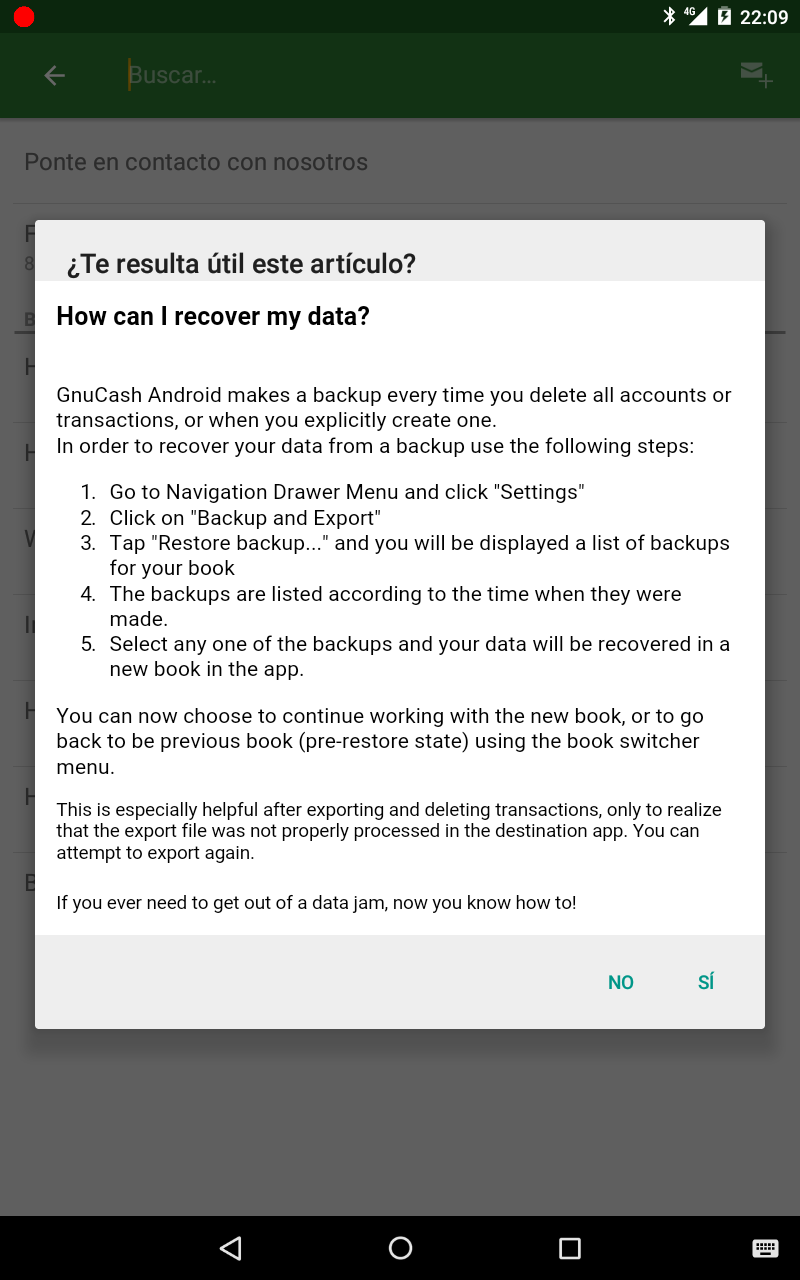 4G 22:09
Buscar...
Ponte en contacto con nosotros
¿Te resulta útil este artículo?
How can I recover my data?
GnuCash Android makes a backup every time you delete all accounts or
transactions, or when you explicitly create one.
In order to recover your data from a backup use the following steps:
1. Go to Navigation Drawer Menu and click "Settings"
2. Click on "Backup and Export"
3. Tap "Restore backup..." and you will be displayed a list of backups
for your book
4. The backups are listed according to the time when they were
made.
5. Select any one of the backups and your data will be recovered in a
new book in the app.
You can now choose to continue working with the new book, or to go
back to be previous book (pre-restore state) using the book switcher
menu.
This is especially helpful after exporting and deleting transactions, only to realize
that the export file was not properly processed in the destination app. You can
attempt to export again.
If you ever need to get out of a data jam, now you know how to!
NO SÍ